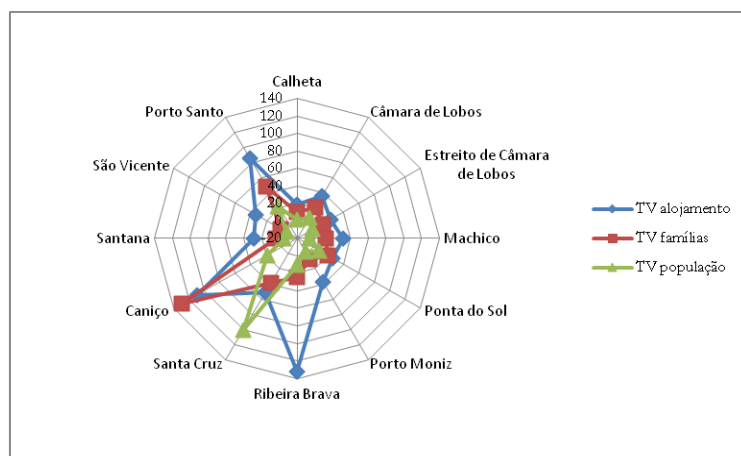 Calheta
Câmara de Lobos
Estreito de Câmara
de Lobos
Machico
Ponta do Sol
Porto Moniz
Ribeira Brava
Santa Cruz
Caniço
Santana
São Vicente
Porto Santo
140
120
100
80
60
40
20
0
-20
TV alojamento
TV famílias
TV população